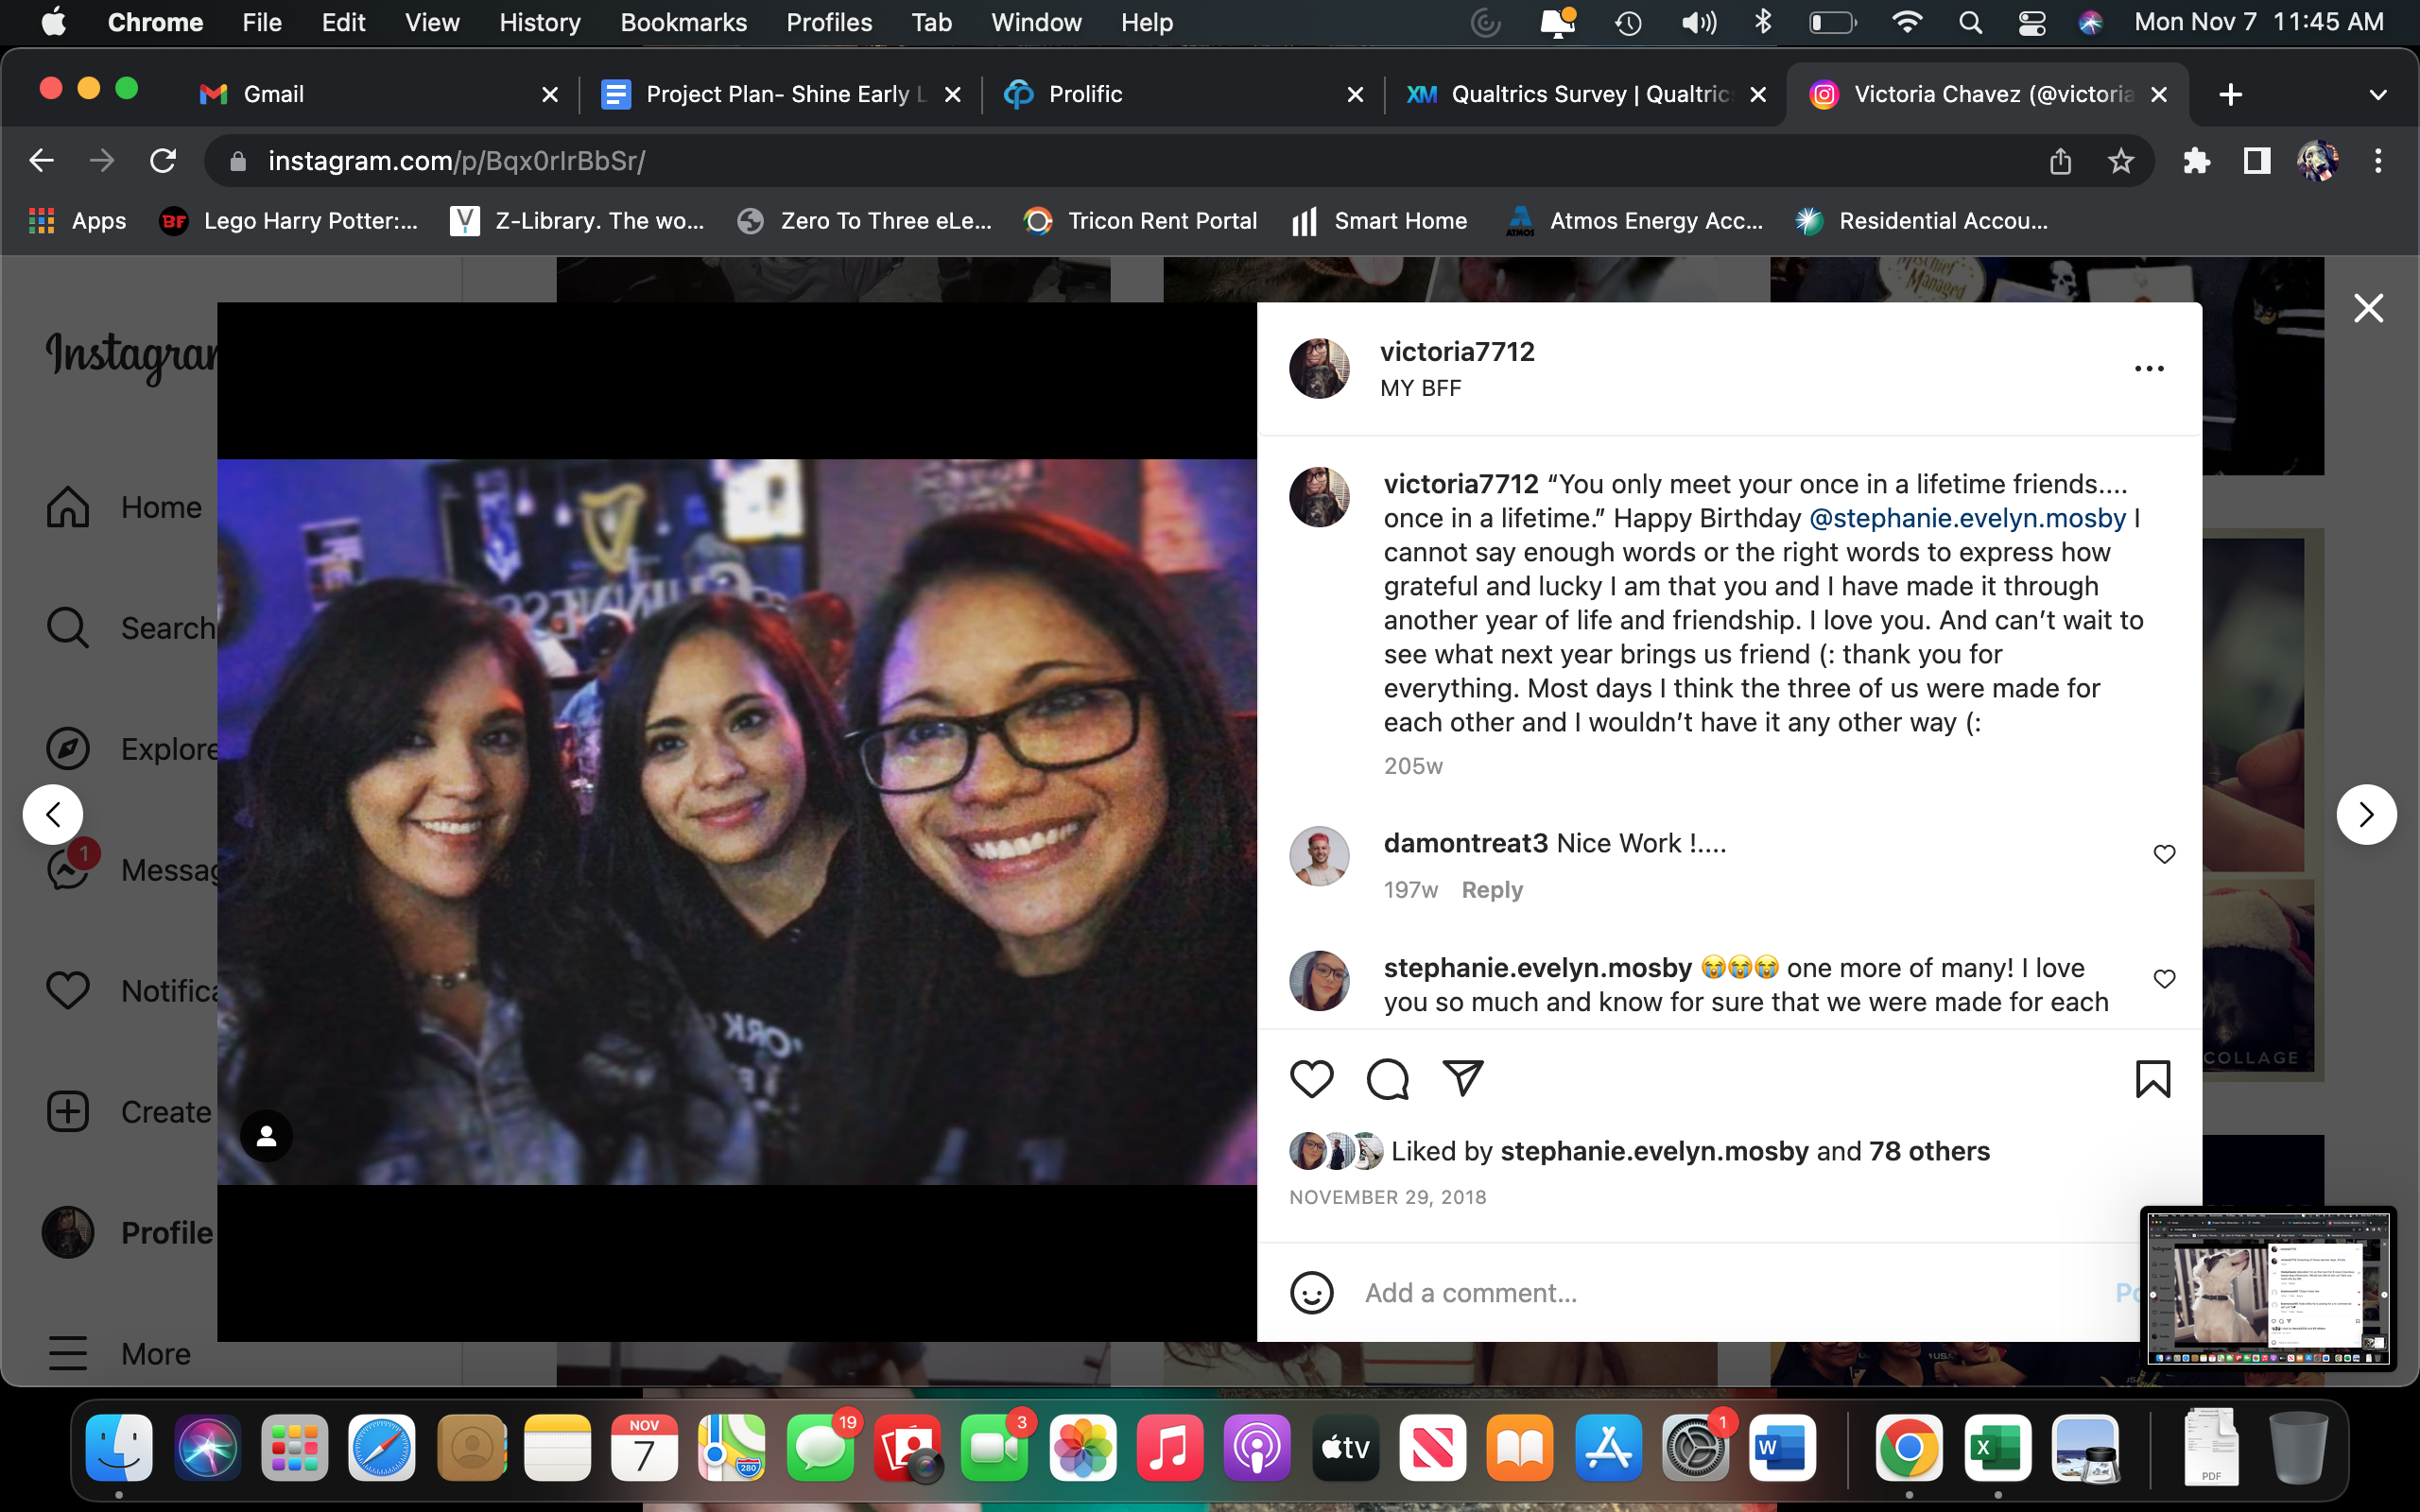 Chrome File Edit View History Bookmarks Profiles Tab Window Help Mon Nov 7 11:45 AM
Gmail Project Plan- Shine Early L Prolific Qualtrics Survey | Qualtric Victoria Chavez (@victoria
instagram.com/p/Bqx0rIrBbSr/
Apps BF Lego Harry Potter:... Z-Library. The wo... Zero To Three eLe... Tricon Rent Portal Smart Home Atmos Energy Acc... Residential Accou...
Mischief
Managed
Instagram
Home
Search
Explore
1
Messag
Notifica
Create
Profile
More
GUINNESS
YORK
victoria7712
MY BFF
victoria7712 “You only meet your once in a lifetime friends....
once in a lifetime.” Happy Birthday @stephanie.evelyn.mosby I
cannot say enough words or the right words to express how
grateful and lucky I am that you and I have made it through
another year of life and friendship. I love you. And can’t wait to
see what next year brings us friend (: thank you for
everything. Most days I think the three of us were made for
each other and I wouldn’t have it any other way (:
205w
damontreat3 Nice Work !....
197w Reply
stephanie.evelyn.mosby 😭😭😭 one more of many! I love
you so much and know for sure that we were made for each
COLLAGE
Liked by stephanie.evelyn.mosby and 78 others
NOVEMBER 29, 2018
Add a comment...
Po
NOV
7
19
3
280
tv
1
W
X
PDF